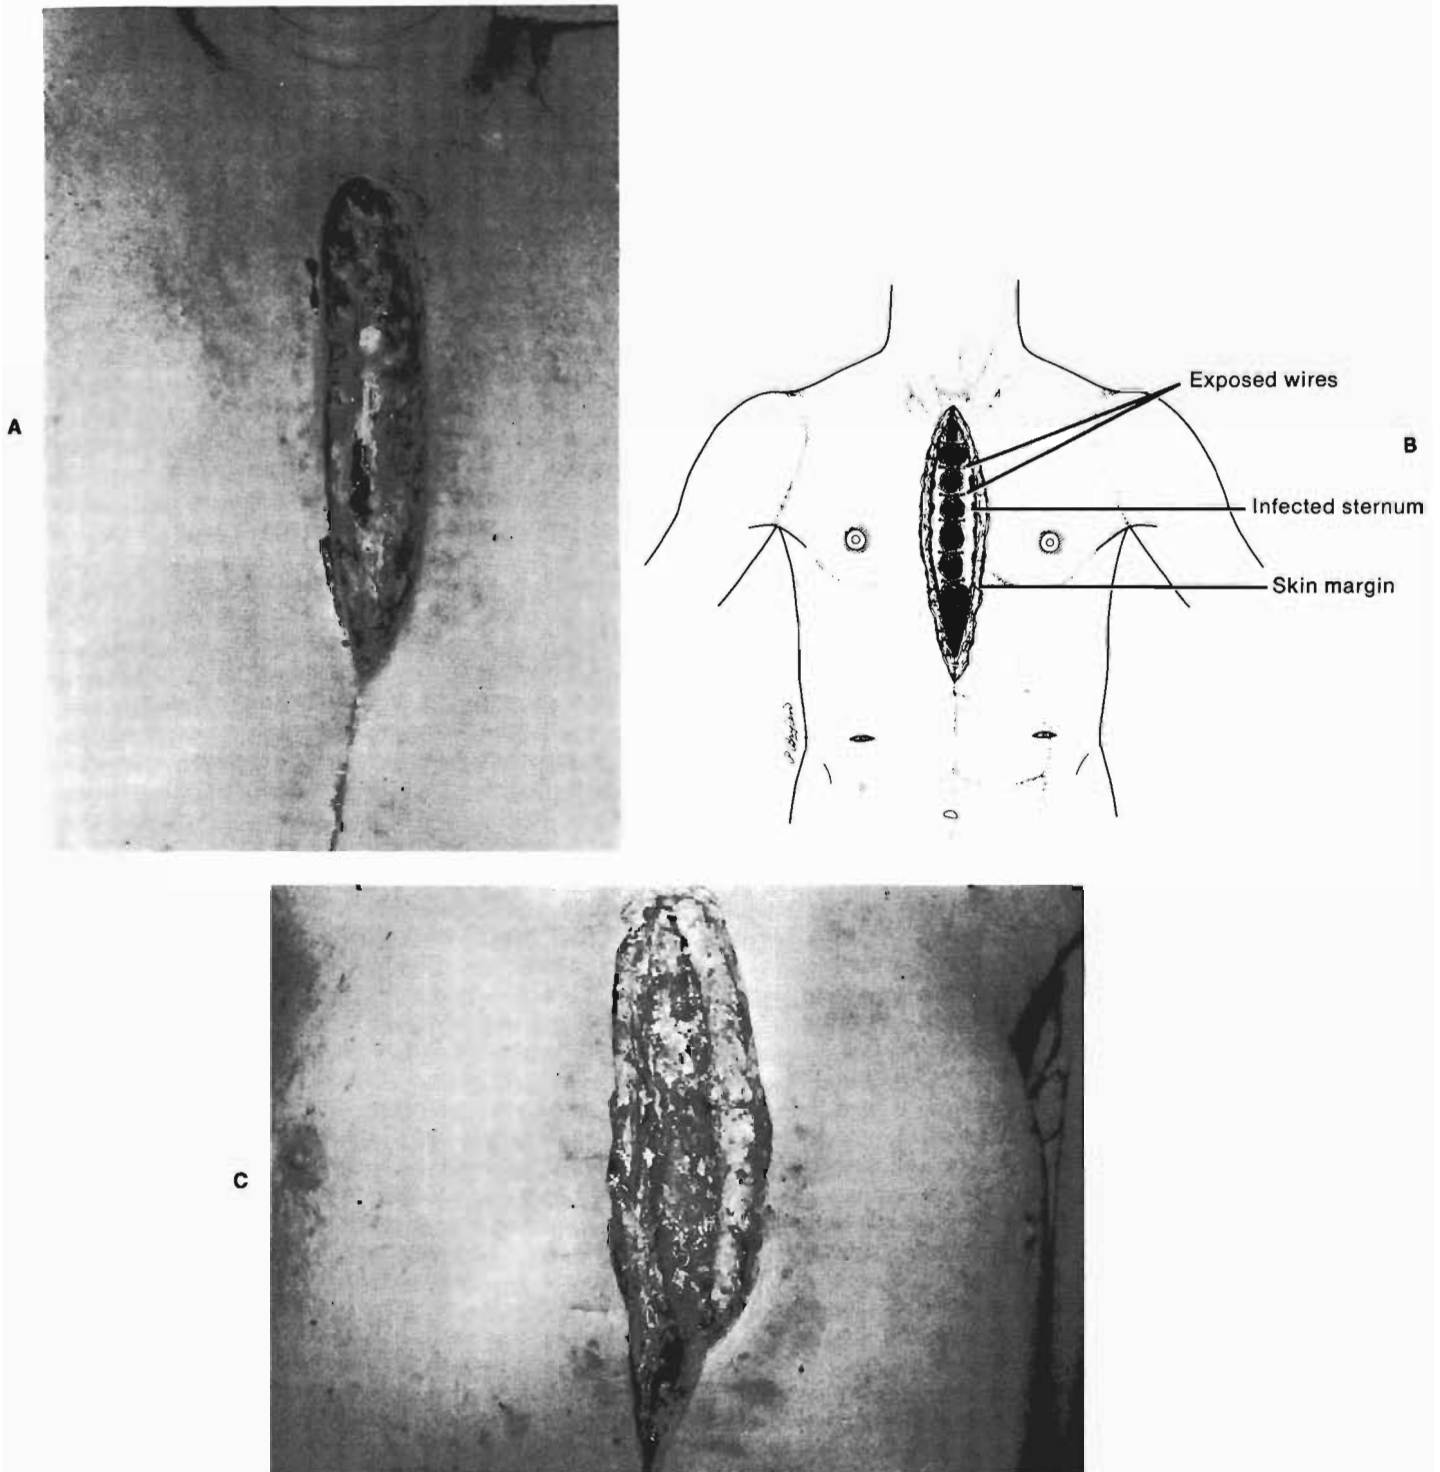 A
Exposed wires
B
Infected sternum
Skin margin
C